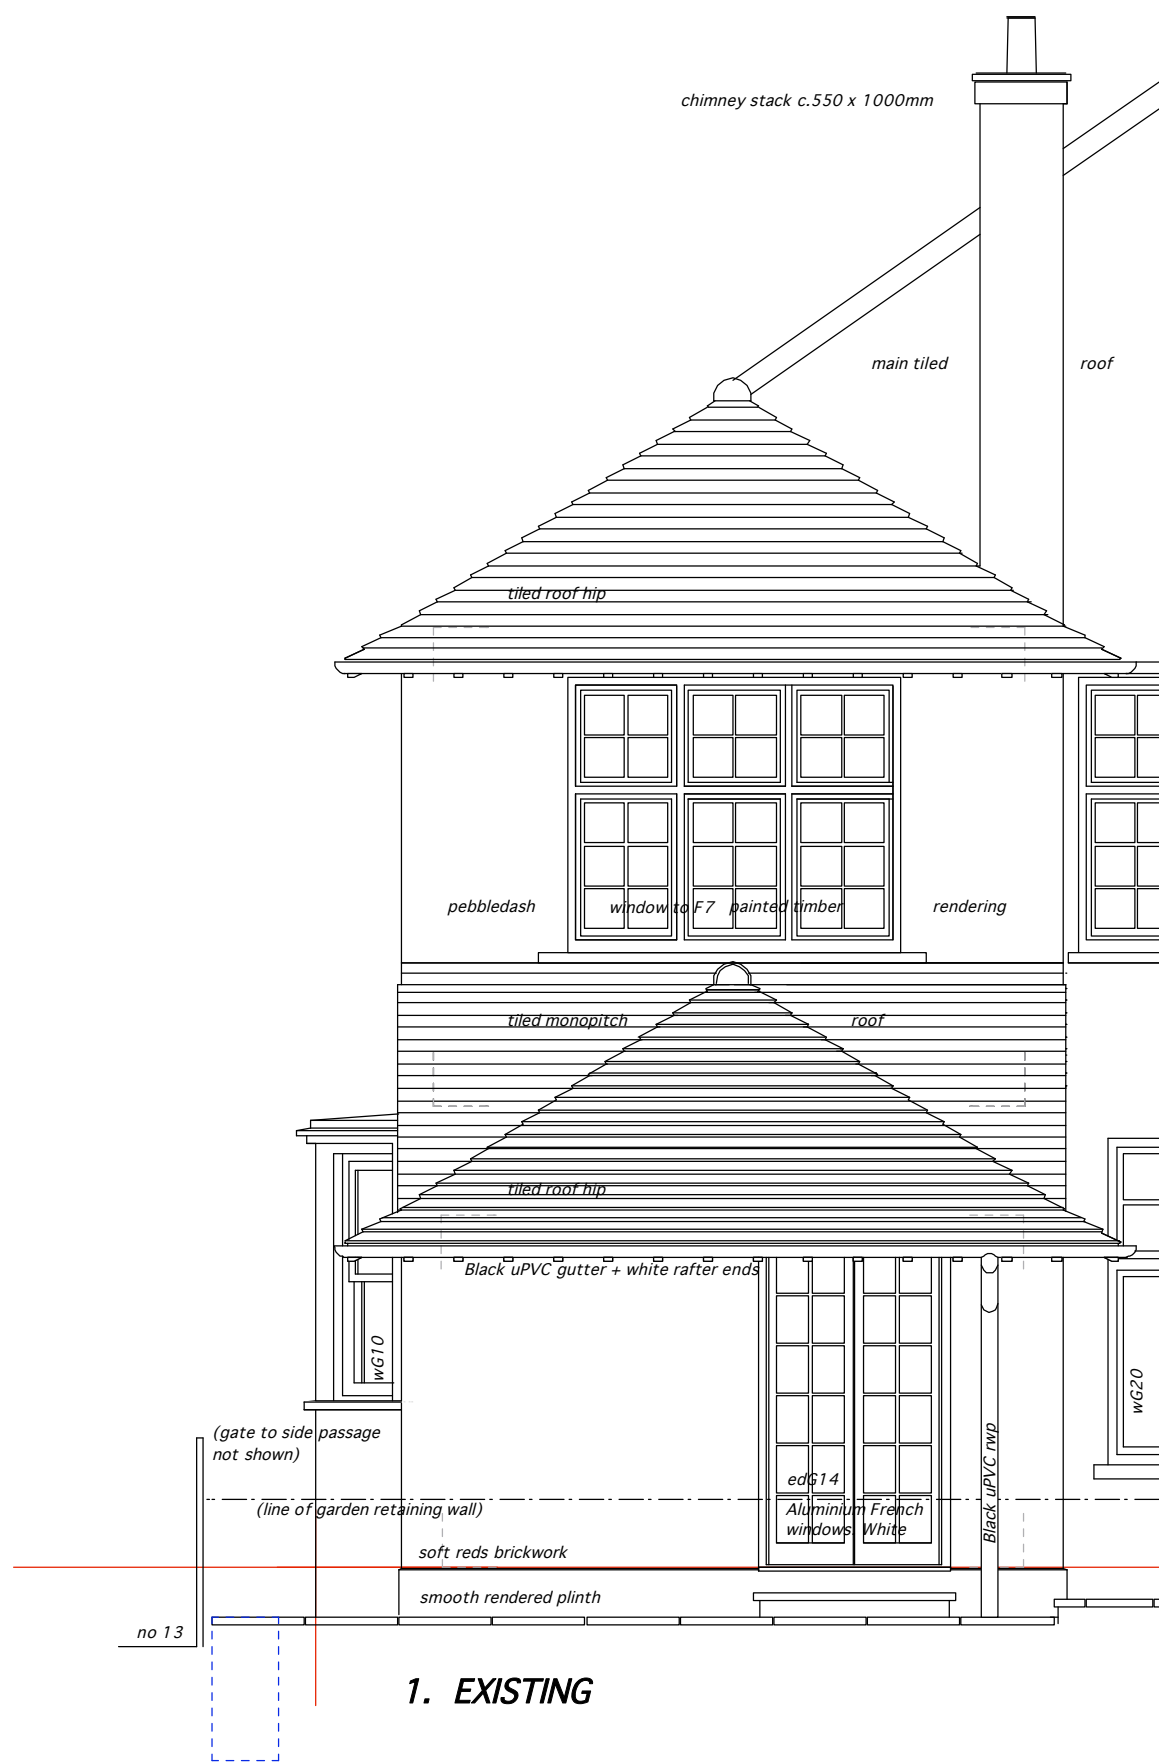 chimney stack c.550 x 1000mm
main tiled roof
tiled roof hip
pebbledash window to F7 painted timber rendering
tiled monopitch roof
tiled roof hip
Black uPVC gutter + white rafter ends
wG10
wG20
(gate to side passage
not shown)
Black uPVC rwp
edG14
(line of garden retaining wall)
Aluminium French
windows. White
soft reds brickwork
smooth rendered plinth
no 13
1. EXISTING